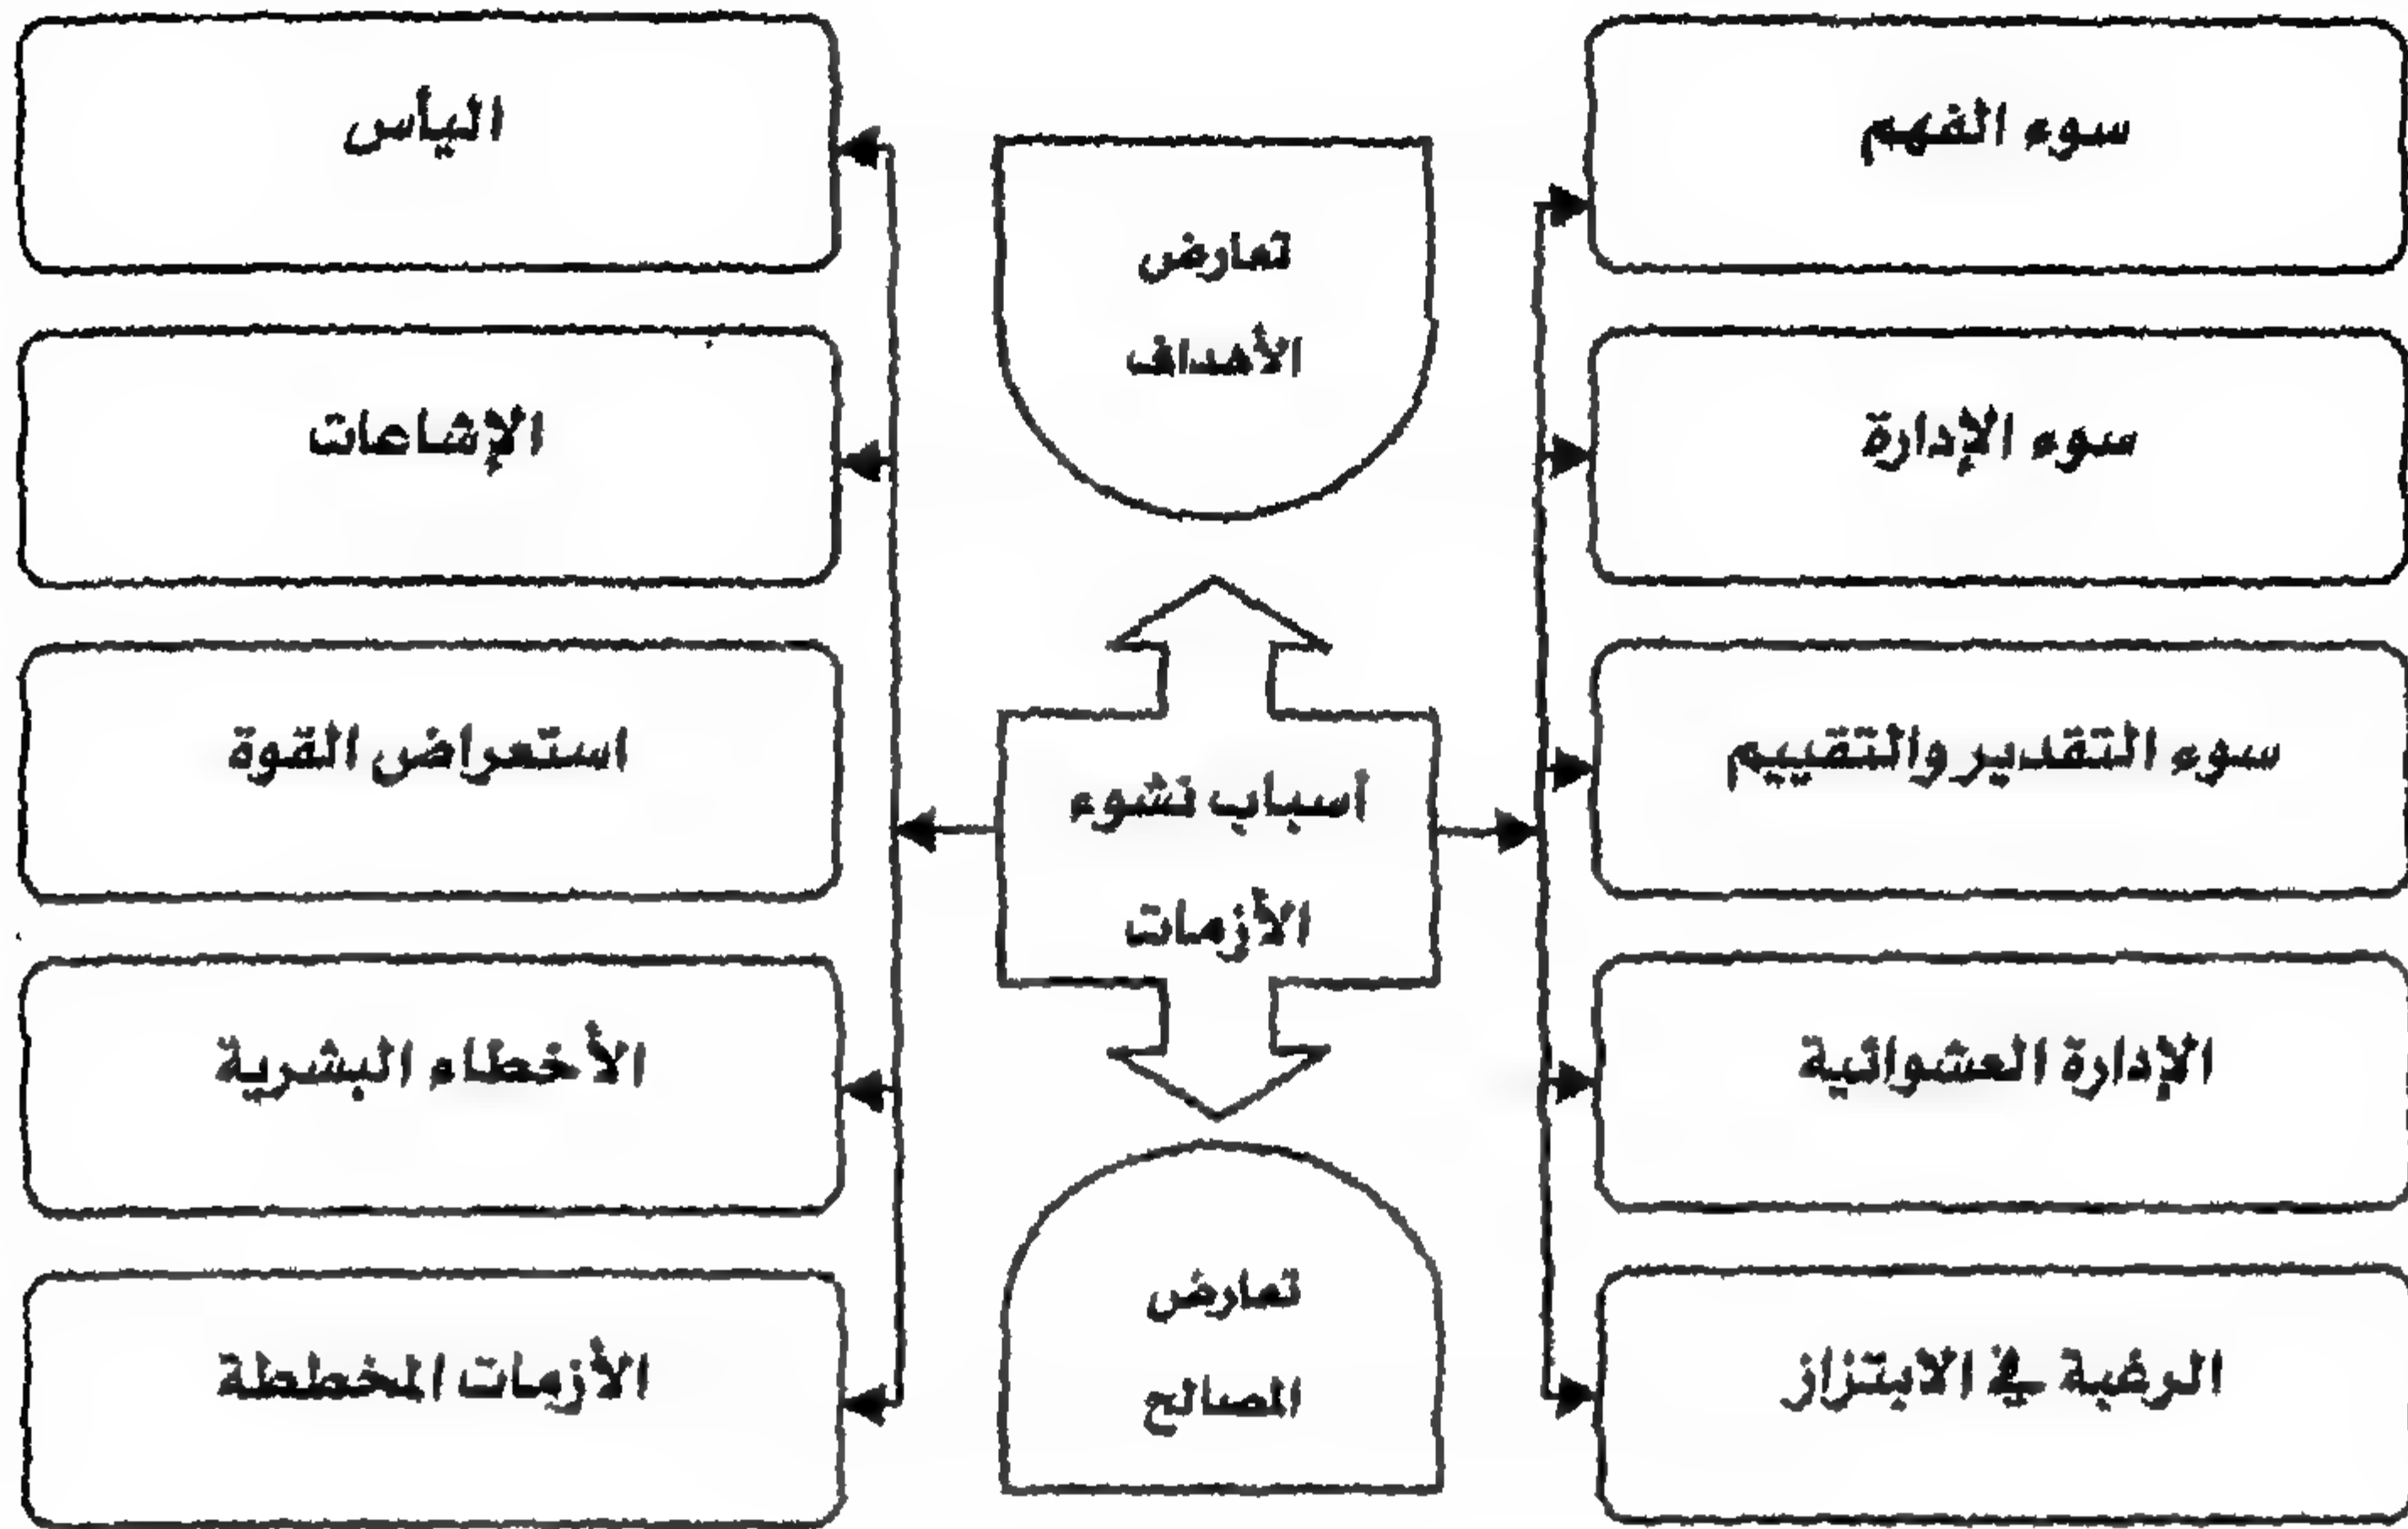 سوء الفهم
سوء الإدارة
سوء التقدير والتقييم
الإدارة العشوائية
الرغبة في الابتزاز
تعارض
الأهداف
أسباب نشوء
الأزمات
تعارض
المصالح
اليأس
الإشاعات
استعراض القوة
الأخطاء البشرية
الأزمات المخططة